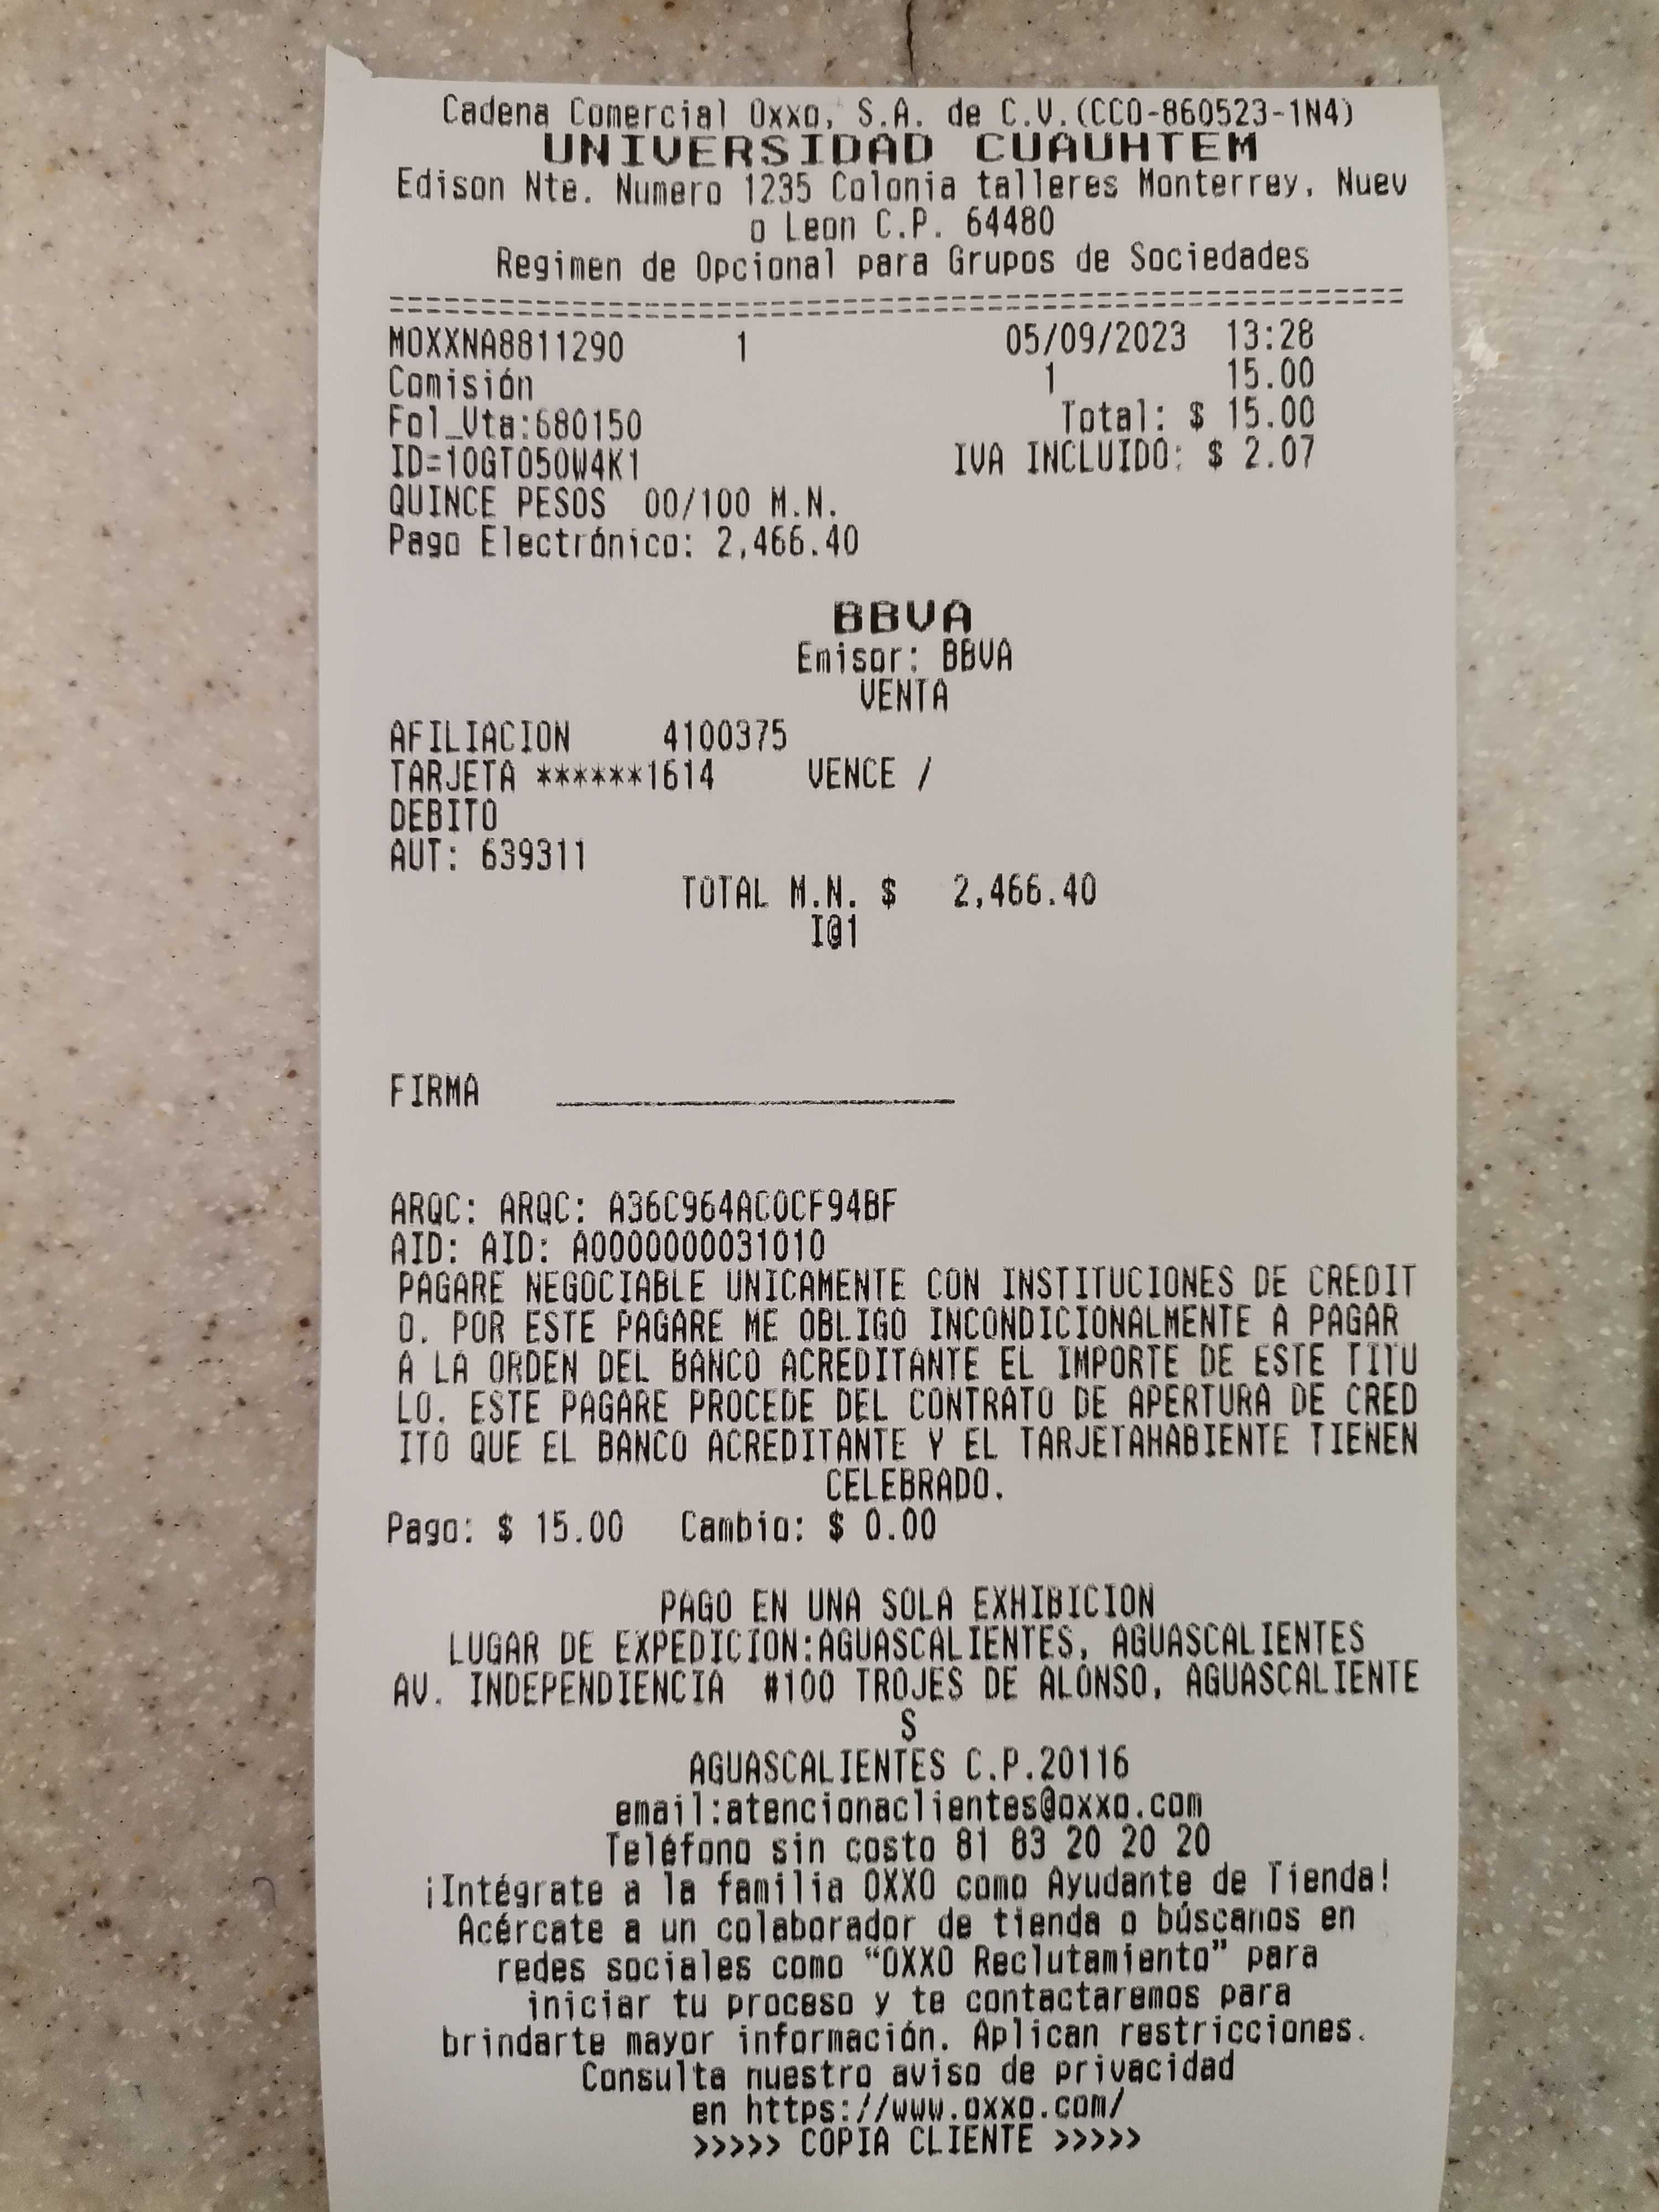 Cadena Comercial Oxxo, S.A. de C.V.(CCO-860523-1N4)
UNIVERSIDAD CUAUHTEM
Edison Nte. Numero 1235 Colonia talleres Monterrey, Nuev
o Leon C.P. 64480
Regimen de Opcional para Grupos de Sociedades
========================================================
MOXXNA8811290 1 05/09/2023 13:28
Comisión 1 15.00
Fol_Vta:680150 Total: $ 15.00
ID=10GT050W4K1 IVA INCLUIDO: $ 2.07
QUINCE PESOS 00/100 M.N.
Pago Electrónico: 2,466.40
BBVA
Emisor: BBVA
VENTA
AFILIACION 4100375
TARJETA ******1614 VENCE /
DEBITO
AUT: 639311
TOTAL M.N. $ 2,466.40
I@1
FIRMA ______________________
ARQC: ARQC: A36C964AC0CF94BF
AID: AID: A0000000031010
PAGARE NEGOCIABLE UNICAMENTE CON INSTITUCIONES DE CREDIT
O. POR ESTE PAGARE ME OBLIGO INCONDICIONALMENTE A PAGAR
A LA ORDEN DEL BANCO ACREDITANTE EL IMPORTE DE ESTE TITU
LO. ESTE PAGARE PROCEDE DEL CONTRATO DE APERTURA DE CRED
ITO QUE EL BANCO ACREDITANTE Y EL TARJETAHABIENTE TIENEN
CELEBRADO.
Pago: $ 15.00 Cambio: $ 0.00
PAGO EN UNA SOLA EXHIBICION
LUGAR DE EXPEDICION:AGUASCALIENTES, AGUASCALIENTES
AV. INDEPENDIENCIA #100 TROJES DE ALONSO, AGUASCALIENTE
S
AGUASCALIENTES C.P.20116
email:atencionaclientes@oxxo.com
Teléfono sin costo 81 83 20 20 20
¡Intégrate a la familia OXXO como Ayudante de Tienda!
Acércate a un colaborador de tienda o búscanos en
redes sociales como “OXXO Reclutamiento” para
iniciar tu proceso y te contactaremos para
brindarte mayor información. Aplican restricciones.
Consulta nuestro aviso de privacidad
en https://www.oxxo.com/
>>>>> COPIA CLIENTE >>>>>